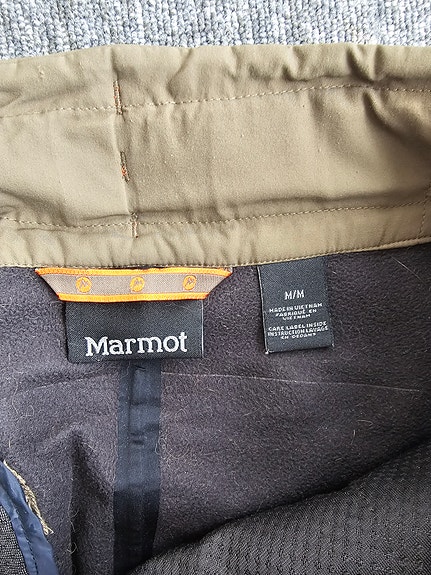 Marmot
M/M
MADE IN VIETNAM
FABRIQUÉ EN
VIETNAM
CARE LABEL INSIDE
INSTRUCTION LAVAGE
EN DEDANS